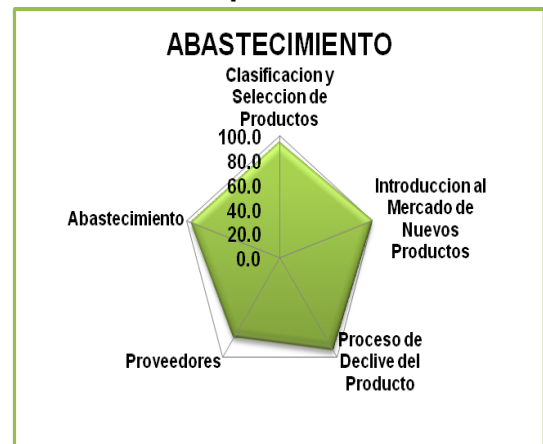 ABASTECIMIENTO
Clasificacion y
Seleccion de
Productos
100.0
80.0
60.0
40.0
20.0
0.0
Introduccion al
Mercado de
Nuevos
Productos
Proceso de
Declive del
Producto
Proveedores
Abastecimiento